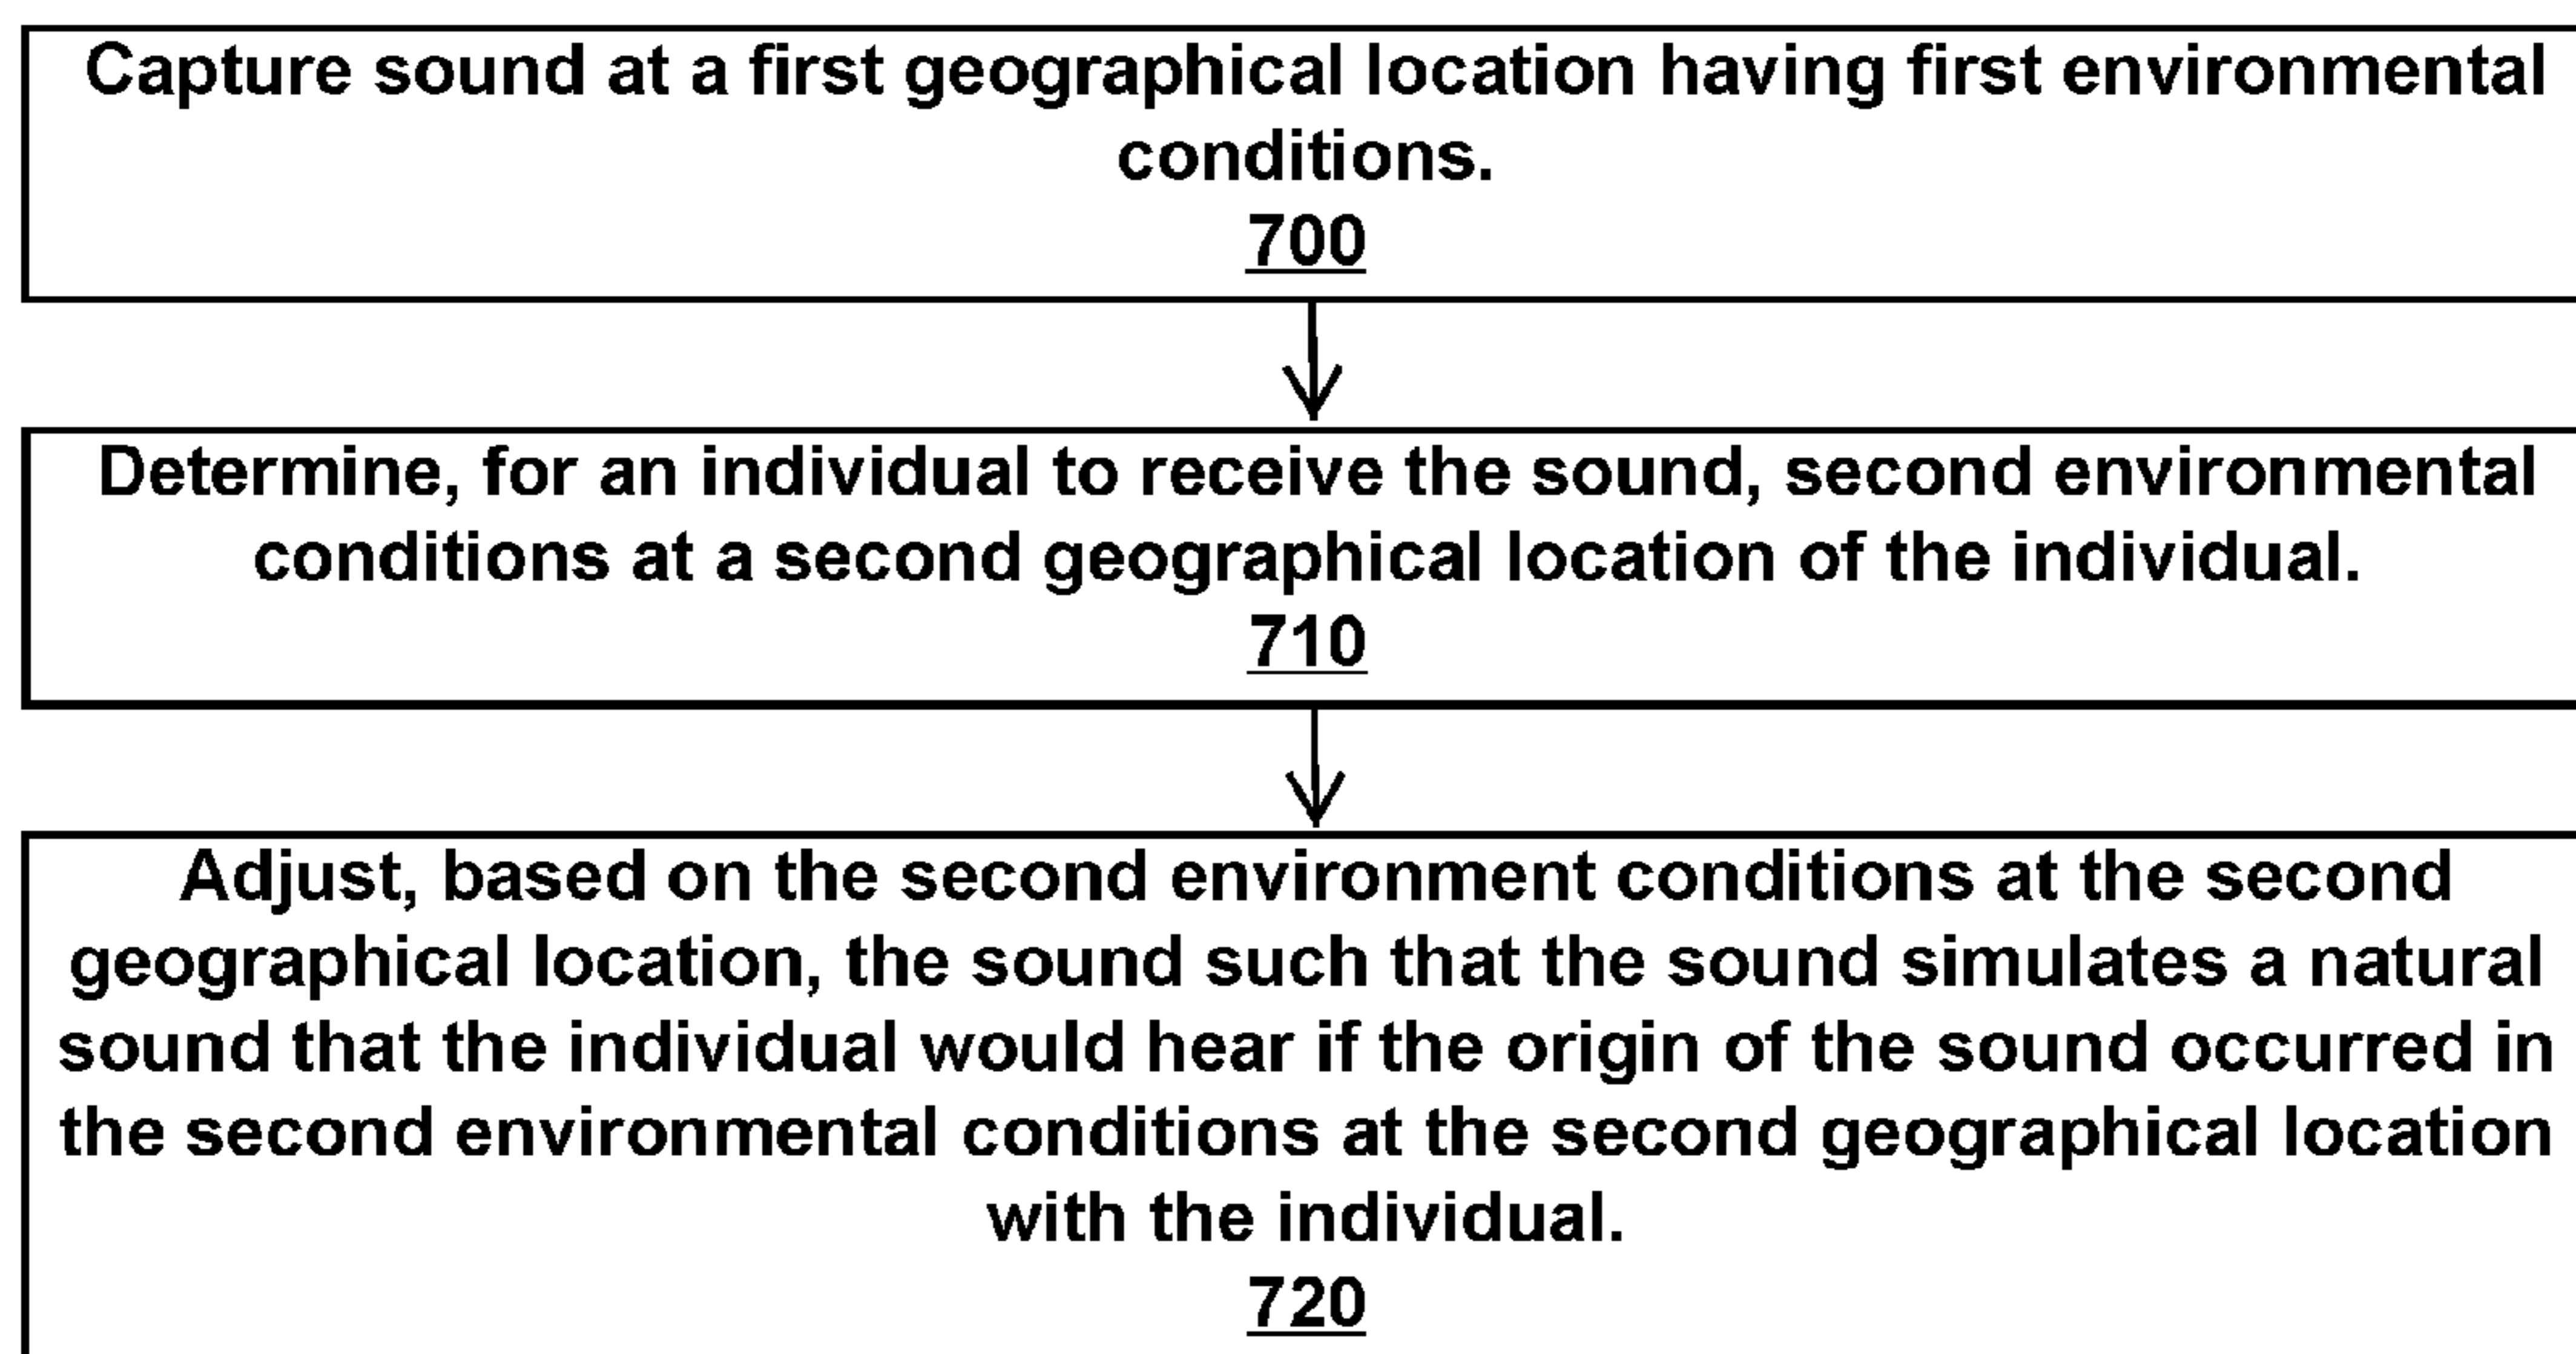 Capture sound at a first geographical location having first environmental
conditions.
700
Determine, for an individual to receive the sound, second environmental
conditions at a second geographical location of the individual.
710
Adjust, based on the second environment conditions at the second
geographical location, the sound such that the sound simulates a natural
sound that the individual would hear if the origin of the sound occurred in
the second environmental conditions at the second geographical location
with the individual.
720